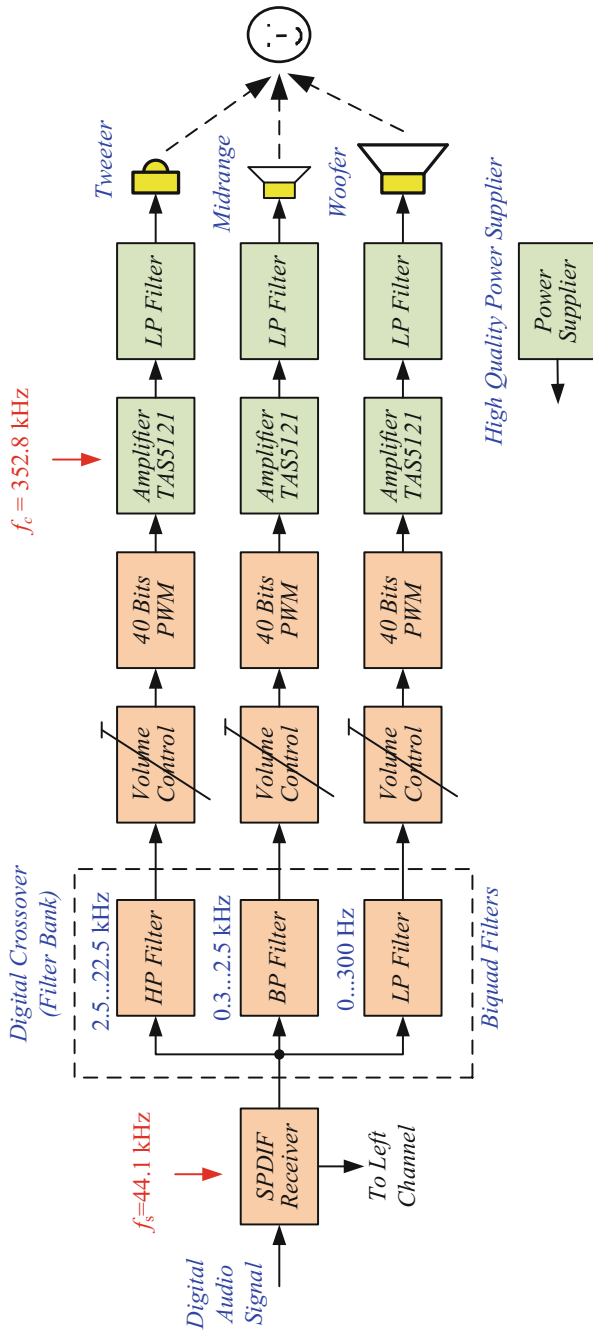 Digital
Audio
Signal
f_s=44.1 kHz
SPDIF
Receiver
To Left
Channel
Digital Crossover
(Filter Bank)
2.5...22.5 kHz
HP Filter
0.3...2.5 kHz
BP Filter
0...300 Hz
LP Filter
Biquad Filters
Volume
Control
Volume
Control
Volume
Control
40 Bits
PWM
40 Bits
PWM
40 Bits
PWM
f_c = 352.8 kHz
Amplifier
TAS5121
Amplifier
TAS5121
Amplifier
TAS5121
LP Filter
LP Filter
LP Filter
Tweeter
Midrange
Woofer
High Quality Power Supplier
Power
Supplier